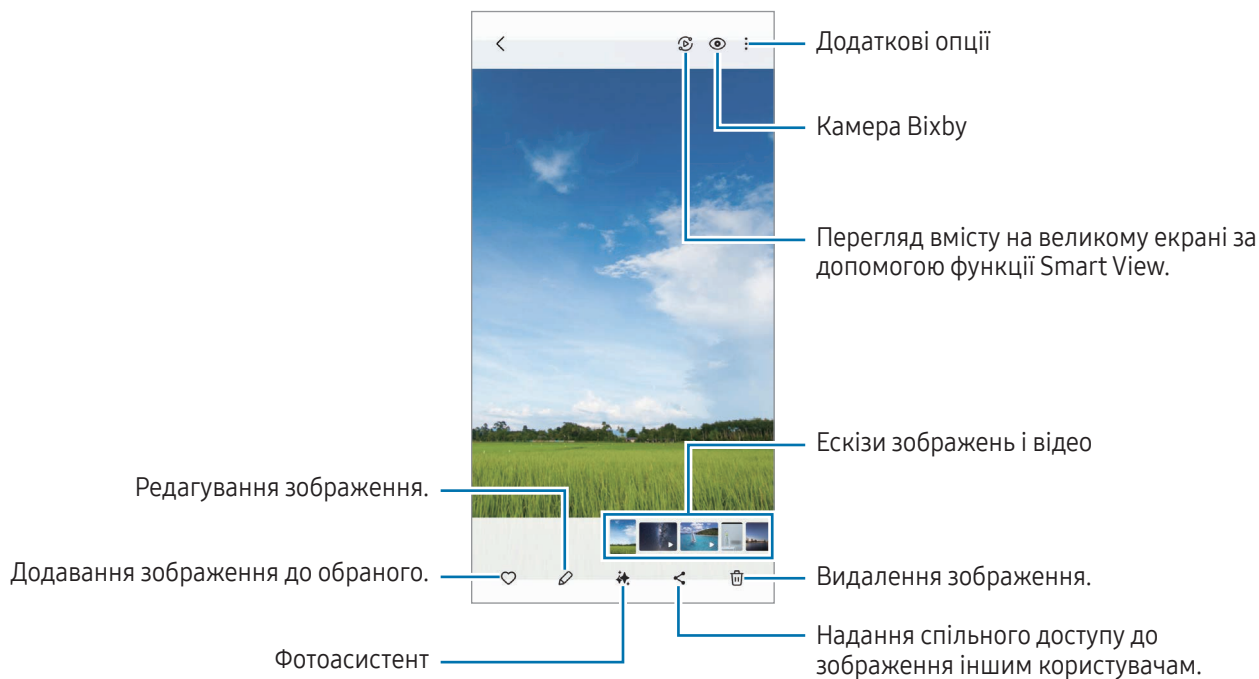 Додаткові опції
Камера Bixby
Перегляд вмісту на великому екрані за
допомогою функції Smart View.
Ескізи зображень і відео
Редагування зображення.
Додавання зображення до обраного.
Видалення зображення.
Фотоасистент
Надання спільного доступу до
зображення іншим користувачам.